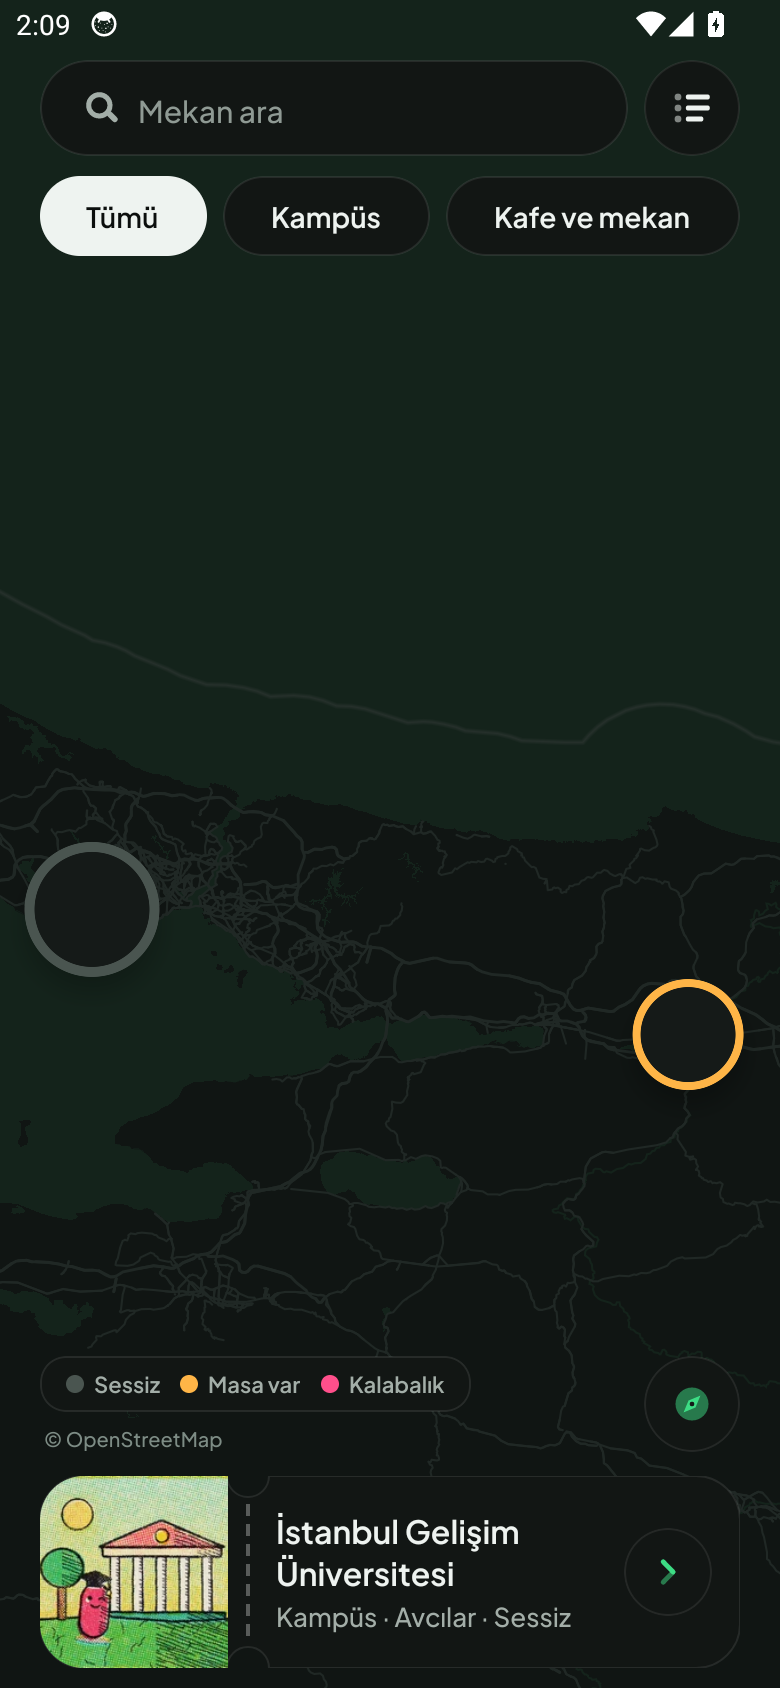 2:09
Mekan ara
Tümü
Kampüs
Kafe ve mekan
Sessiz
Masa var
Kalabalık
© OpenStreetMap
İstanbul Gelişim
Üniversitesi
Kampüs · Avcılar · Sessiz